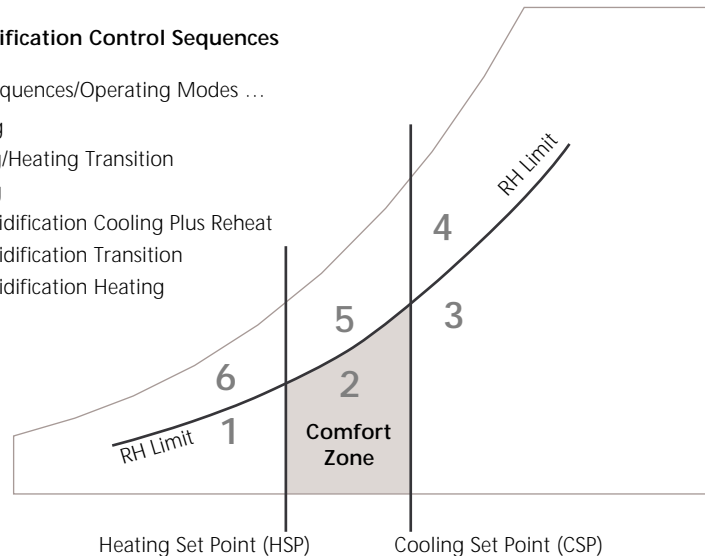 ification Control Sequences
quences/Operating Modes …
g
g/Heating Transition
g
idification Cooling Plus Reheat
idification Transition
idification Heating
RH Limit
4
3
5
2
6
1
Comfort
Zone
RH Limit
Heating Set Point (HSP)
Cooling Set Point (CSP)